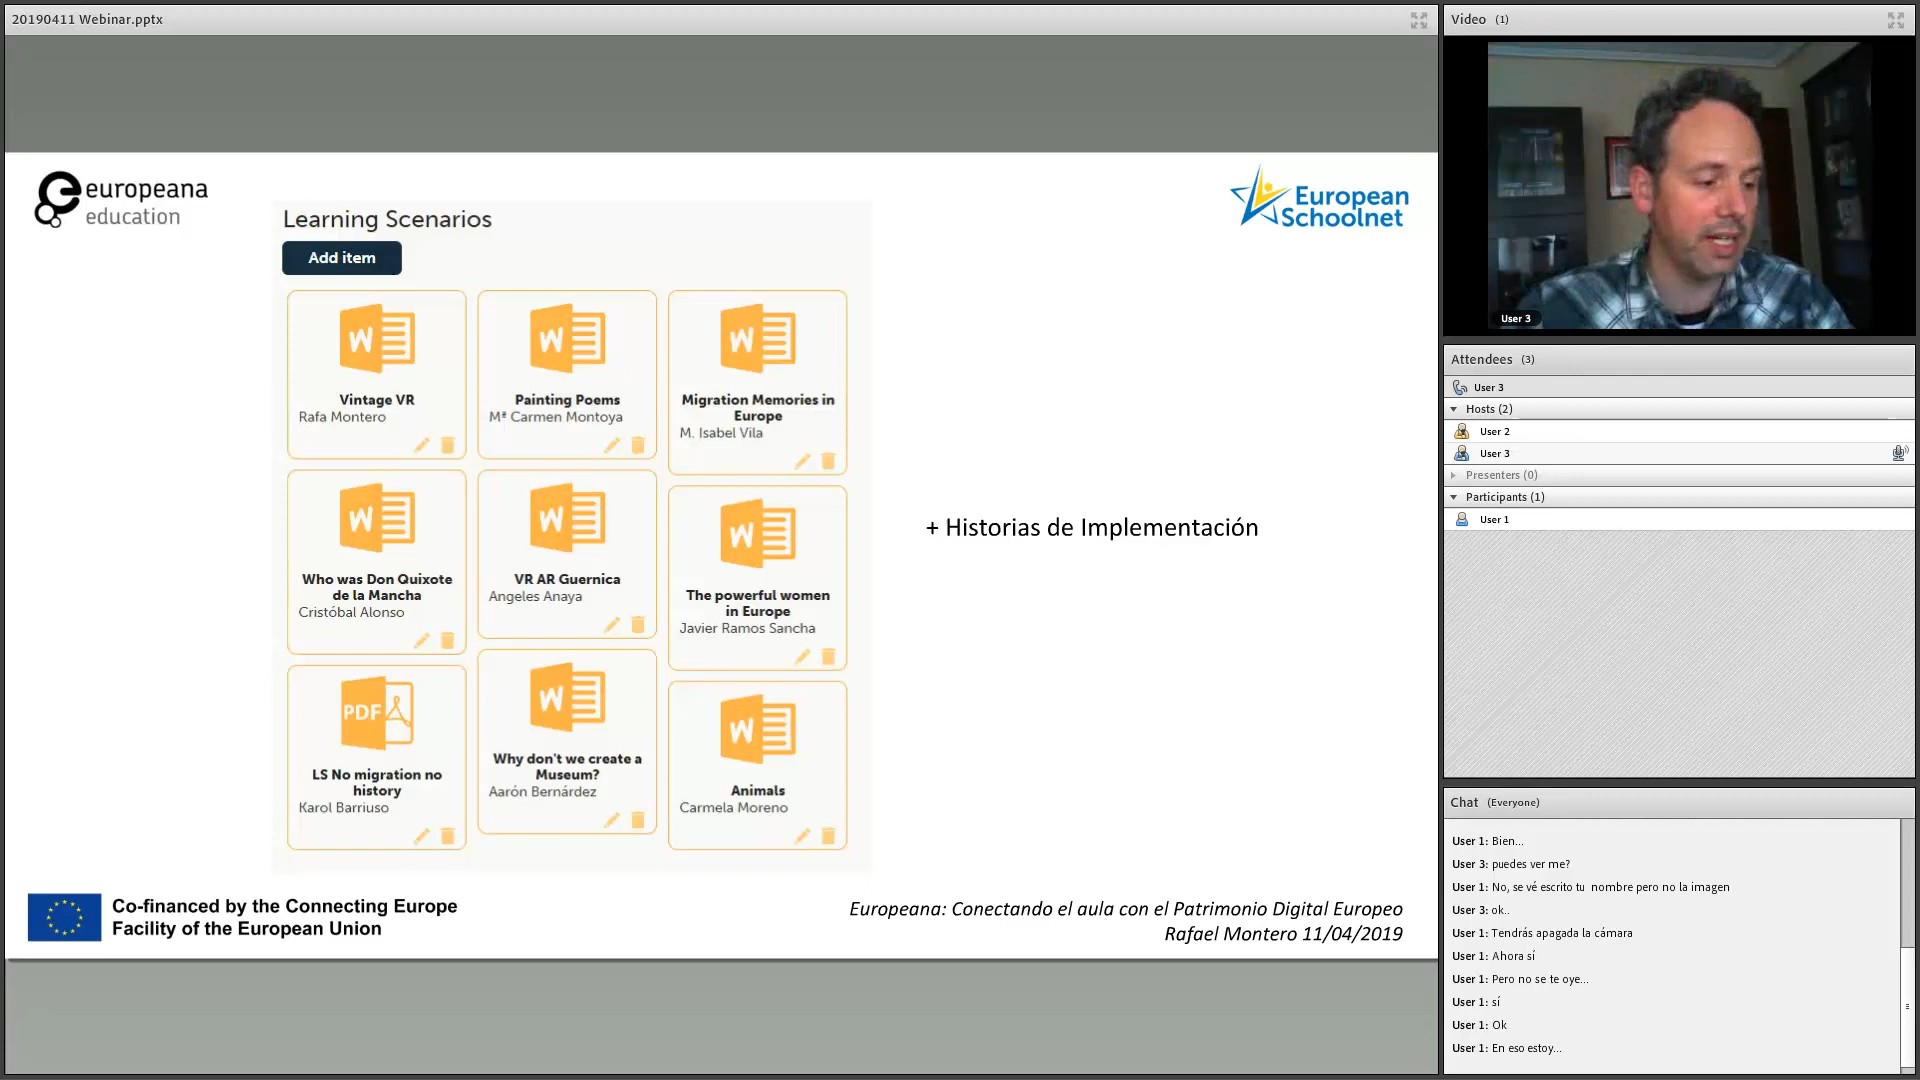 20190411 Webinar.pptx
europeana
education
European
Schoolnet
Learning Scenarios
Add item
W
Vintage VR
Rafa Montero
W
Painting Poems
Mª Carmen Montoya
W
Migration Memories in
Europe
M. Isabel Vila
W
Who was Don Quixote
de la Mancha
Cristóbal Alonso
W
VR AR Guernica
Angeles Anaya
W
The powerful women
in Europe
Javier Ramos Sancha
PDF
LS No migration no
history
Karol Barriuso
W
Why don't we create a
Museum?
Aarón Bernárdez
W
Animals
Carmela Moreno
+ Historias de Implementación
Co-financed by the Connecting Europe
Facility of the European Union
Europeana: Conectando el aula con el Patrimonio Digital Europeo
Rafael Montero 11/04/2019
Video (1)
User 3
Attendees (3)
User 3
Hosts (2)
User 2
User 3
Presenters (0)
Participants (1)
User 1
Chat (Everyone)
User 1: Bien...
User 3: puedes ver me?
User 1: No, se vé escrito tu nombre pero no la imagen
User 3: ok..
User 1: Tendrás apagada la cámara
User 1: Ahora sí
User 1: Pero no se te oye...
User 1: sí
User 1: Ok
User 1: En eso estoy...